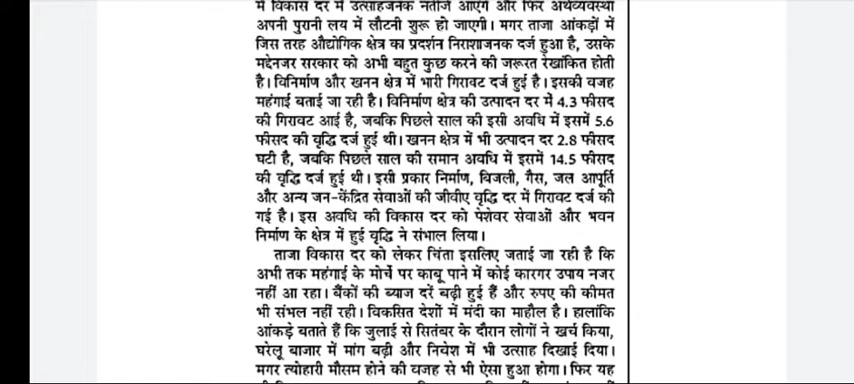 में विकास दर में उत्साहजनक नतीजे आएंगे और फिर अर्थव्यवस्था
अपनी पुरानी लय में लौटनी शुरू हो जाएगी। मगर ताजा आंकड़ों में
जिस तरह औद्योगिक क्षेत्र का प्रदर्शन निराशाजनक दर्ज हुआ है, उसके
मद्देनजर सरकार को अभी बहुत कुछ करने की जरूरत रेखांकित होती
है। विनिर्माण और खनन क्षेत्र में भारी गिरावट दर्ज हुई है। इसकी वजह
महंगाई बताई जा रही है। विनिर्माण क्षेत्र की उत्पादन दर में 4.3 फीसद
की गिरावट आई है, जबकि पिछले साल की इसी अवधि में इसमें 5.6
फीसद की वृद्धि दर्ज हुई थी। खनन क्षेत्र में भी उत्पादन दर 2.8 फीसद
घटी है, जबकि पिछले साल की समान अवधि में इसमें 14.5 फीसद
की वृद्धि दर्ज हुई थी। इसी प्रकार निर्माण, बिजली, गैस, जल आपूर्ति
और अन्य जन-केंद्रित सेवाओं की जीवीए वृद्धि दर में गिरावट दर्ज की
गई है। इस अवधि की विकास दर को पेशेवर सेवाओं और भवन
निर्माण के क्षेत्र में हुई वृद्धि ने संभाल लिया।
ताजा विकास दर को लेकर चिंता इसलिए जताई जा रही है कि
अभी तक महंगाई के मोर्चे पर काबू पाने में कोई कारगर उपाय नजर
नहीं आ रहा। बैंकों की ब्याज दरें बढ़ी हुई हैं और रुपए की कीमत
भी संभल नहीं रही। विकसित देशों में मंदी का माहौल है। हालांकि
आंकड़े बताते हैं कि जुलाई से सितंबर के दौरान लोगों ने खर्च किया,
घरेलू बाजार में मांग बढ़ी और निवेश में भी उत्साह दिखाई दिया।
मगर त्योहारी मौसम होने की वजह से भी ऐसा हुआ होगा। फिर यह